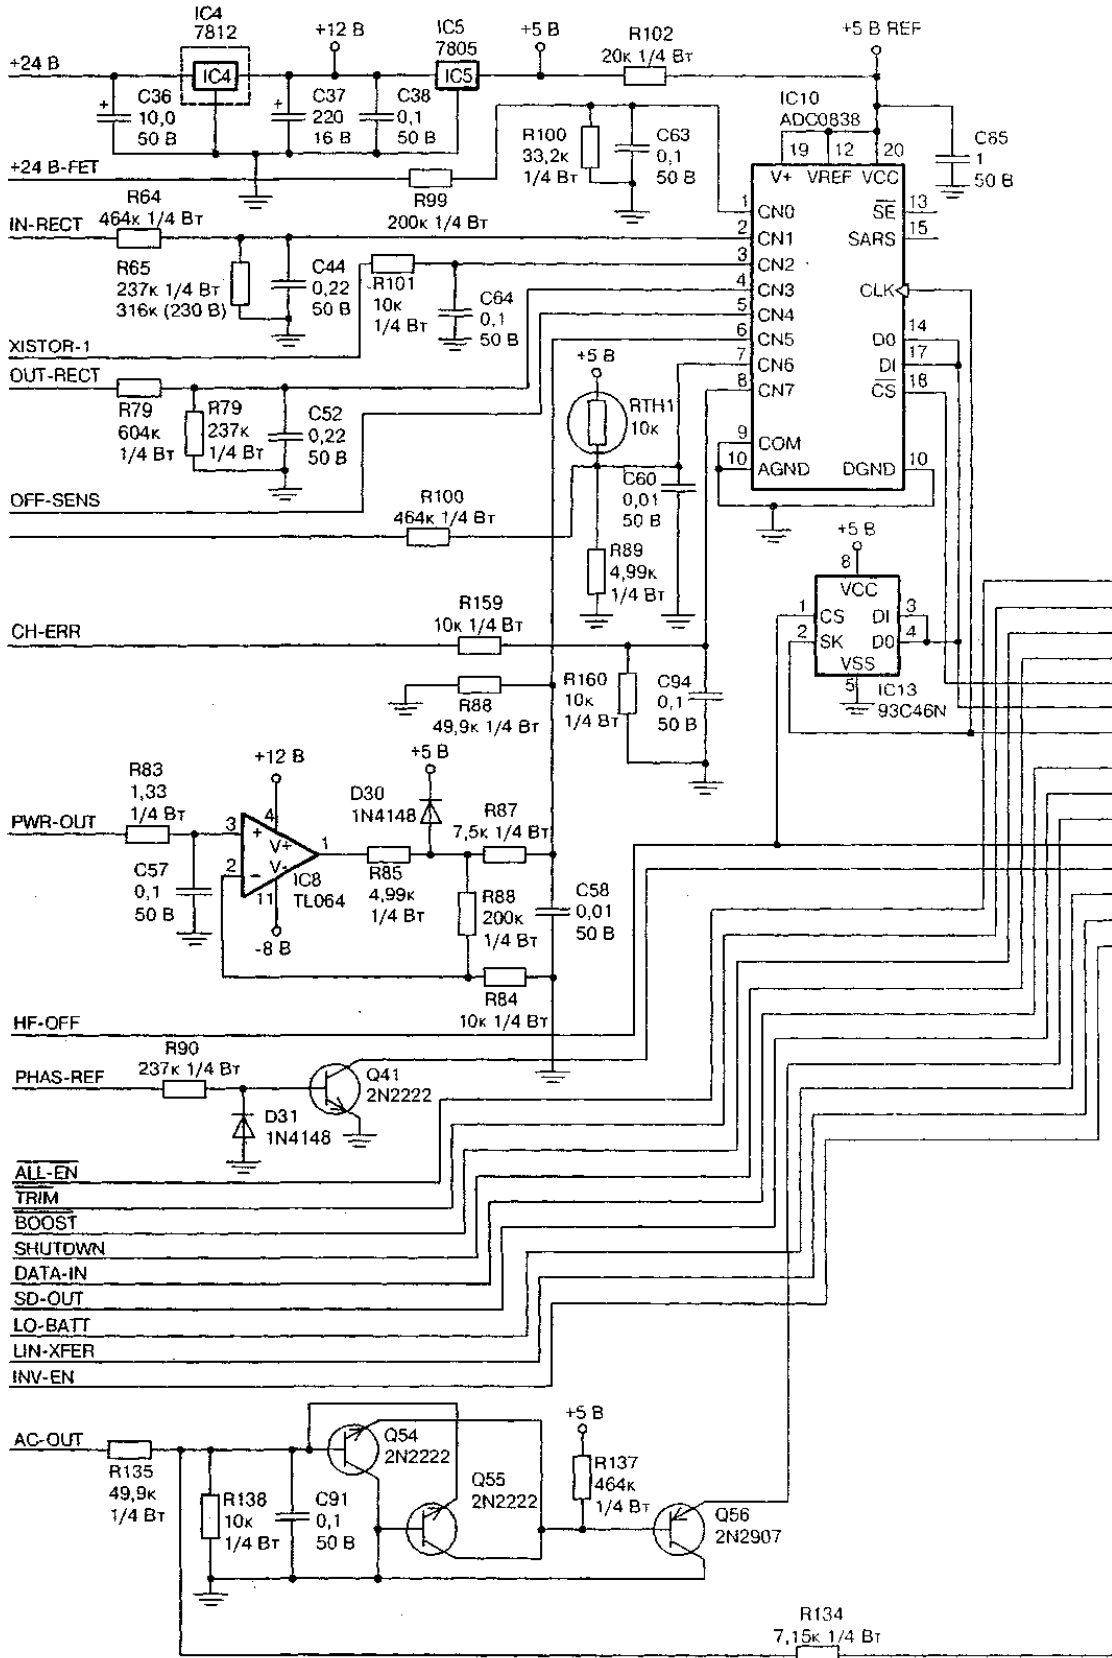 IC4
7812
+24 В
IC4
C36
10,0
50 В
+
+12 В
C37
220
16 В
+
C38
0,1
50 В
IC5
7805
IC5
+5 В
R102
20к 1/4 Вт
+5 В REF
IC10
ADC0838
C65
1
50 В
+24 В-FET
R99
200к 1/4 Вт
R100
33,2к
1/4 Вт
C63
0,1
50 В
19 12 20
V+ VREF VCC
1 CN0
2 CN1
3 CN2
4 CN3
5 CN4
6 CN5
7 CN6
8 CN7
9 COM
10 AGND
SE 13
SARS 15
CLK
D0 14
DI 17
CS 18
DGND 10
R64
464к 1/4 Вт
IN-RECT
R65
237к 1/4 Вт
316к (230 В)
C44
0,22
50 В
R101
10к
1/4 Вт
C64
0,1
50 В
XISTOR-1
OUT-RECT
R79
604к
1/4 Вт
R79
237к
1/4 Вт
C52
0,22
50 В
+5 В
RTH1
10к
OFF-SENS
R100
464к 1/4 Вт
C60
0,01
50 В
R89
4,99к
1/4 Вт
+5 В
8
VCC
1 CS
2 SK
DI 3
D0 4
VSS
5
IC13
93C46N
CH-ERR
R159
10к 1/4 Вт
R88
49,9к 1/4 Вт
R160
10к
1/4 Вт
C94
0,1
50 В
+12 В
+5 В
R83
1,33
1/4 Вт
PWR-OUT
C57
0,1
50 В
3 +
2 −
4
V+
V-
11
1
IC8
TL064
-8 В
D30
1N4148
R85
4,99к
1/4 Вт
R87
7,5к 1/4 Вт
R88
200к
1/4 Вт
C58
0,01
50 В
R84
10к 1/4 Вт
HF-OFF
R90
237к 1/4 Вт
PHAS-REF
Q41
2N2222
D31
1N4148
ALL-EN
TRIM
BOOST
SHUTDWN
DATA-IN
SD-OUT
LO-BATT
LIN-XFER
INV-EN
AC-OUT
R135
49,9к
1/4 Вт
R138
10к
1/4 Вт
C91
0,1
50 В
Q54
2N2222
Q55
2N2222
+5 В
R137
464к
1/4 Вт
Q56
2N2907
R134
7,15к 1/4 Вт